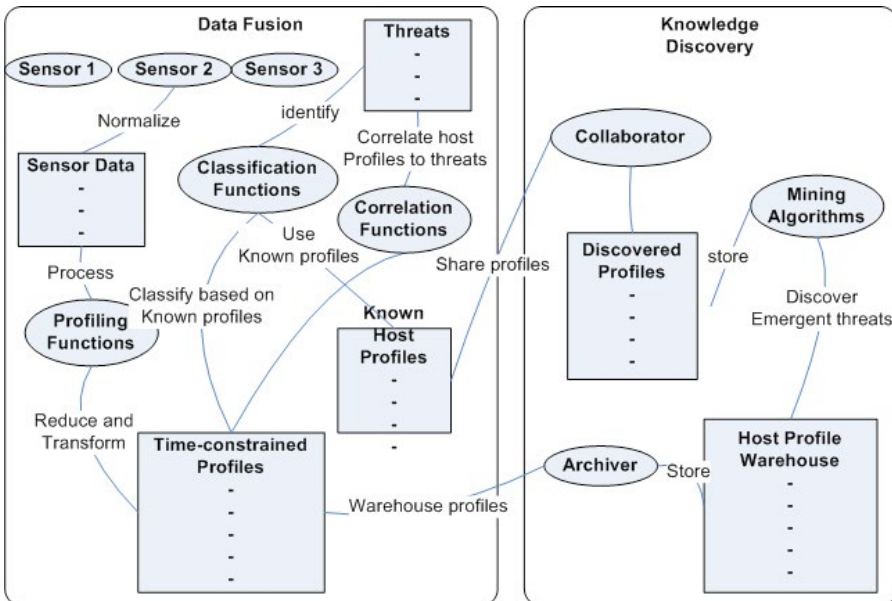 Data Fusion
Sensor 1
Sensor 2
Sensor 3
Threats
-
-
-
Normalize
identify
Correlate host
Profiles to threats
Sensor Data
-
-
-
Classification
Functions
Correlation
Functions
Process
Use
Known profiles
Classify based on
Known profiles
Profiling
Functions
Known
Host
Profiles
-
-
-
-
Reduce and
Transform
Time-constrained
Profiles
-
-
-
-
-
Share profiles
Warehouse profiles
Knowledge
Discovery
Collaborator
Mining
Algorithms
Discovered
Profiles
-
-
-
-
store
Discover
Emergent threats
Archiver
Store
Host Profile
Warehouse
-
-
-
-
-